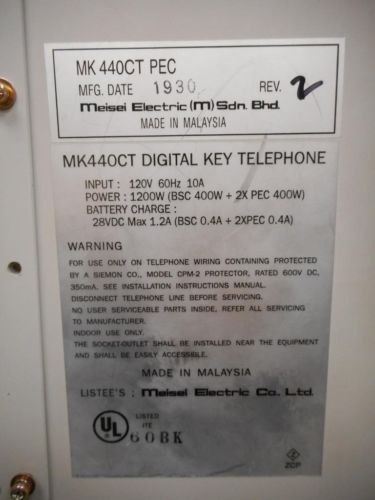 MK 440CT PEC
MFG. DATE 1930 REV. 2
Meisei Electric (M) Sdn. Bhd.
MADE IN MALAYSIA
MK440CT DIGITAL KEY TELEPHONE
INPUT : 120V 60Hz 10A
POWER : 1200W (BSC 400W + 2X PEC 400W)
BATTERY CHARGE :
28VDC Max 1.2A (BSC 0.4A + 2XPEC 0.4A)
WARNING
FOR USE ONLY ON TELEPHONE WIRING CONTAINING PROTECTED
BY A SIEMON CO., MODEL CPM-2 PROTECTOR, RATED 600V DC,
350mA. SEE INSTALLATION INSTRUCTIONS MANUAL.
DISCONNECT TELEPHONE LINE BEFORE SERVICING.
NO USER SERVICEABLE PARTS INSIDE, REFER ALL SERVICING
TO MANUFACTURER.
INDOOR USE ONLY.
THE SOCKET-OUTLET SHALL BE INSTALLED NEAR THE EQUIPMENT
AND SHALL BE EASILY ACCESSIBLE.
MADE IN MALAYSIA
LISTEE'S : Meisei Electric Co. Ltd.
UL
LISTED
ITE
60BK
ZCP